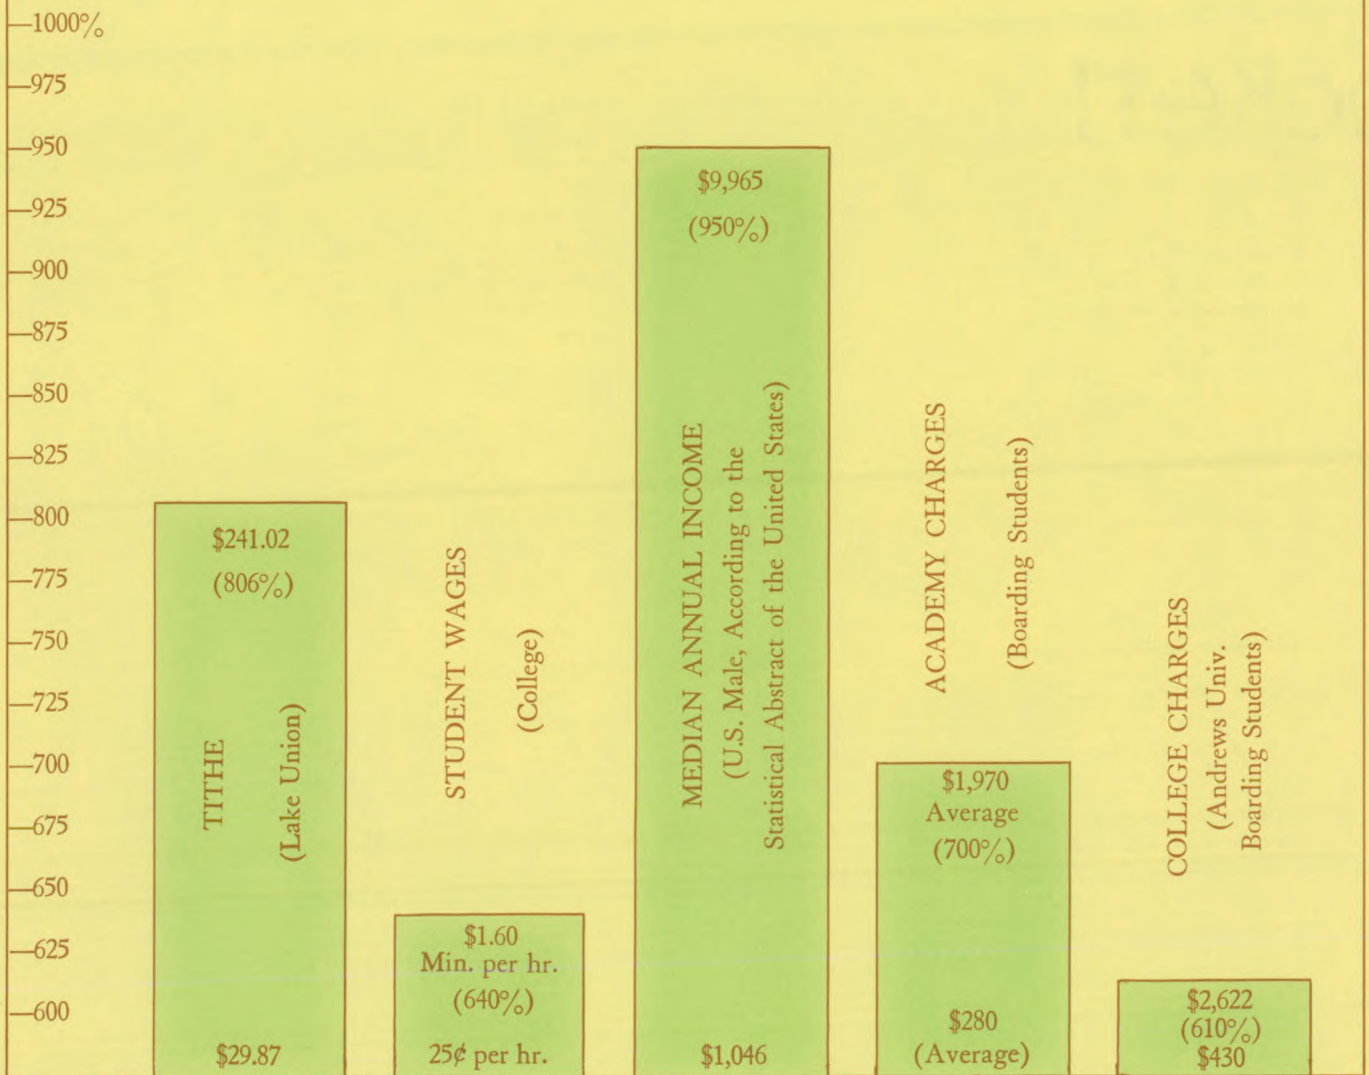 1000%
975
950
925
900
875
850
825
800
775
750
725
700
675
650
625
600
$241.02
(806%)
TITHE
(Lake Union)
$29.87
STUDENT WAGES
(College)
$1.60
Min. per hr.
(640%)
25¢ per hr.
$9,965
(950%)
MEDIAN ANNUAL INCOME
(U.S. Male, According to the
Statistical Abstract of the United States)
$1,046
ACADEMY CHARGES
(Boarding Students)
$1,970
Average
(700%)
$280
(Average)
COLLEGE CHARGES
(Andrews Univ.
Boarding Students)
$2,622
(610%)
$430